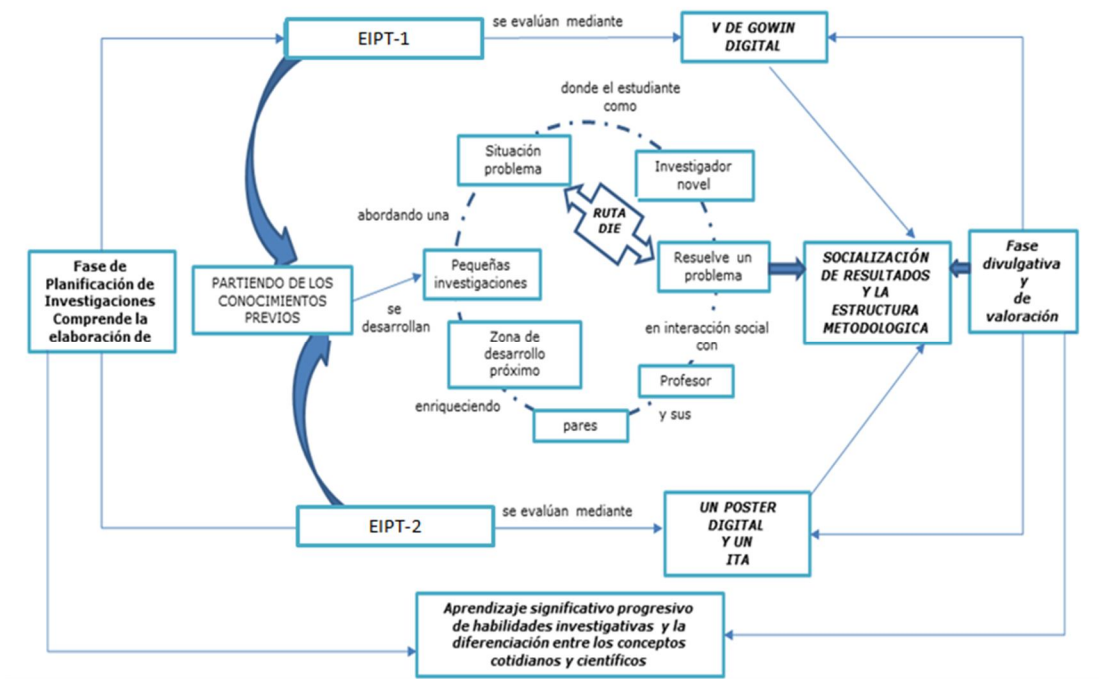 EIPT-1
se evalúan mediante
V DE GOWIN
DIGITAL
donde el estudiante
como
Situación
problema
Investigador
novel
abordando una
RUTA
DIE
Fase de
Planificación de
Investigaciones
Comprende la
elaboración de
PARTIENDO DE LOS
CONOCIMIENTOS
PREVIOS
se
desarrollan
Pequeñas
investigaciones
Resuelve un
problema
SOCIALIZACIÓN
DE RESULTADOS
Y LA
ESTRUCTURA
METODOLOGICA
Fase
divulgativa
y
de
valoración
Zona de
desarrollo
próximo
en interacción social
con
Profesor
enriqueciendo
pares
y sus
EIPT-2
se evalúan mediante
UN POSTER
DIGITAL
Y UN
ITA
Aprendizaje significativo progresivo
de habilidades investigativas y la
diferenciación entre los conceptos
cotidianos y científicos